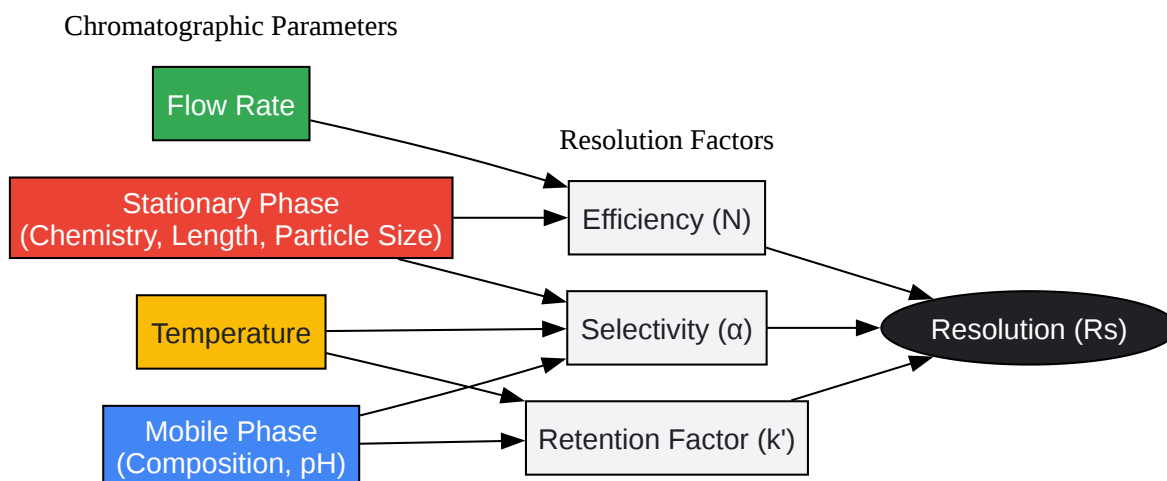 Chromatographic Parameters
Flow Rate
Stationary Phase
(Chemistry, Length, Particle Size)
Temperature
Mobile Phase
(Composition, pH)
Resolution Factors
Efficiency (N)
Selectivity (α)
Retention Factor (k')
Resolution (Rs)